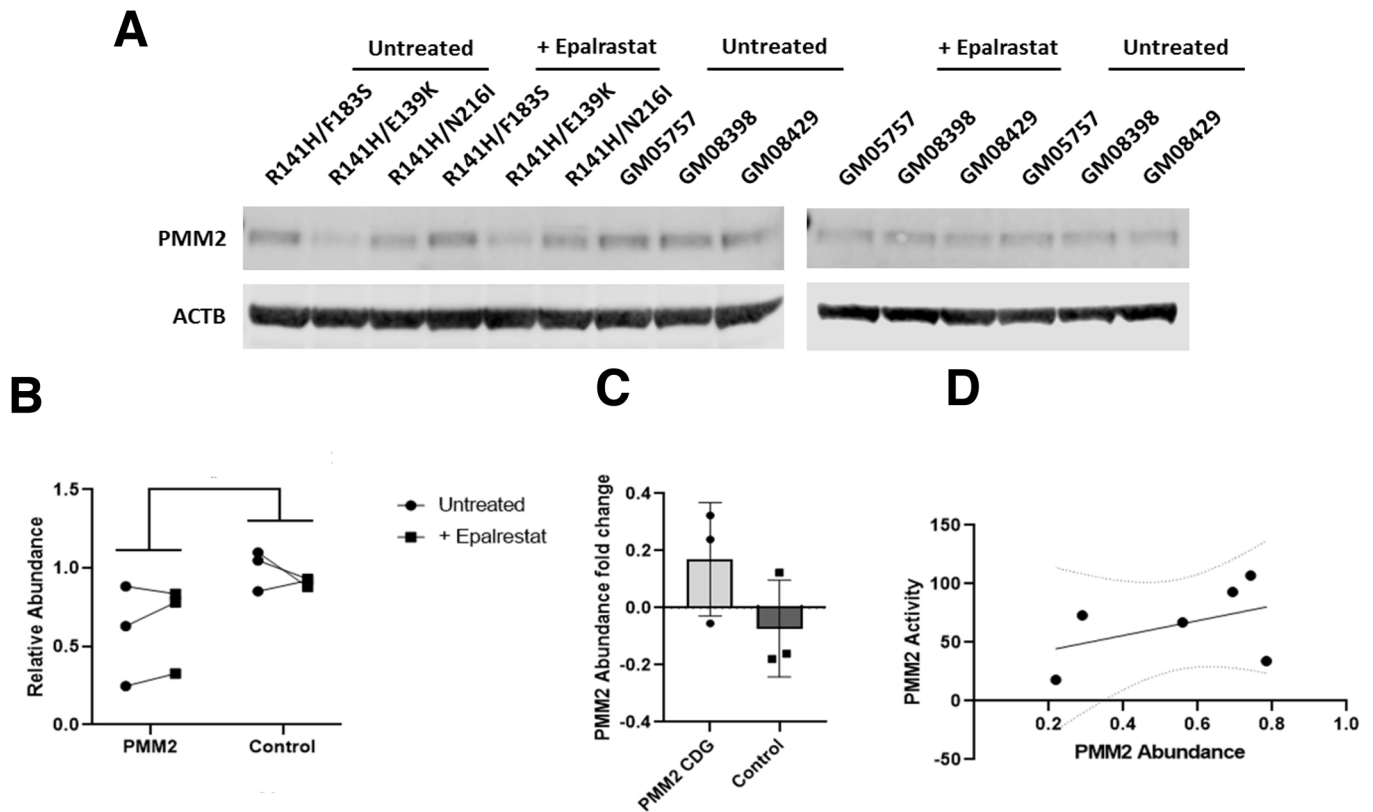 A
Untreated
+ Epalrastat
Untreated
+ Epalrastat
Untreated
R141H/F183S
R141H/E139K
R141H/N216I
R141H/F183S
R141H/E139K
R141H/N216I
GM05757
GM08398
GM08429
GM05757
GM08398
GM08429
GM05757
GM08398
GM08429
PMM2
ACTB
B
Relative Abundance
1.5
1.0
0.5
0.0
PMM2
Control
Untreated
+ Epalrestat
C
PMM2 Abundance fold change
0.4
0.2
0.0
-0.2
-0.4
PMM2 CDG
Control
D
PMM2 Activity
150
100
50
0
-50
0.2
0.4
0.6
0.8
1.0
PMM2 Abundance